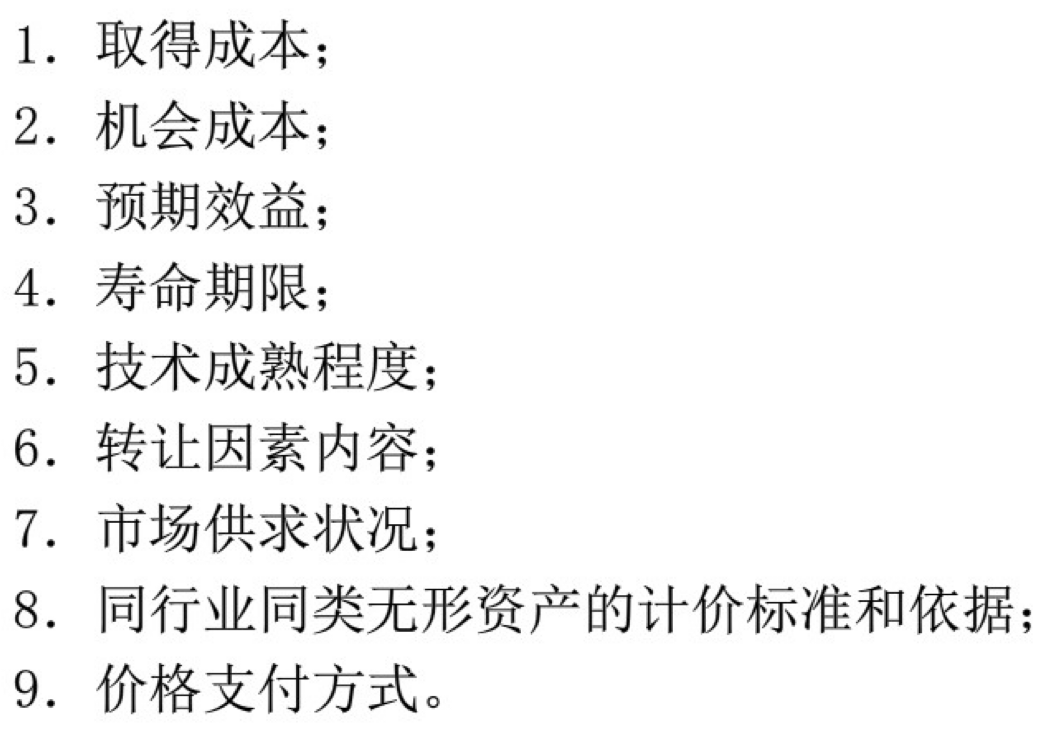 1. 取得成本;
2. 机会成本;
3. 预期效益;
4. 寿命期限;
5. 技术成熟程度;
6. 转让因素内容;
7. 市场供求状况;
8. 同行业同类无形资产的计价标准和依据;
9. 价格支付方式。